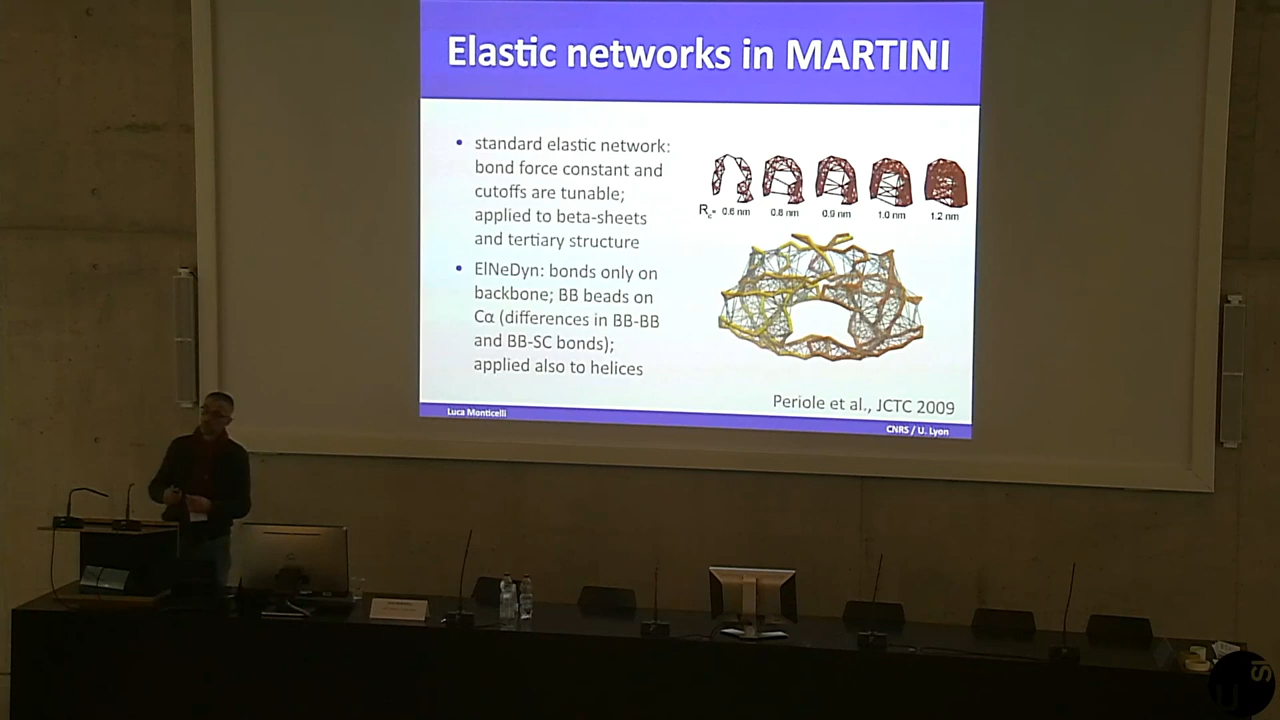 Elastic networks in MARTINI
• standard elastic network:
bond force constant and
cutoffs are tunable;
applied to beta-sheets
and tertiary structure
• ElNeDyn: bonds only on
backbone; BB beads on
Cα (differences in BB-BB
and BB-SC bonds);
applied also to helices
Rc= 0.6 nm 0.8 nm 0.9 nm 1.0 nm 1.2 nm
Periole et al., JCTC 2009
Luca Monticelli
CNRS / U. Lyon